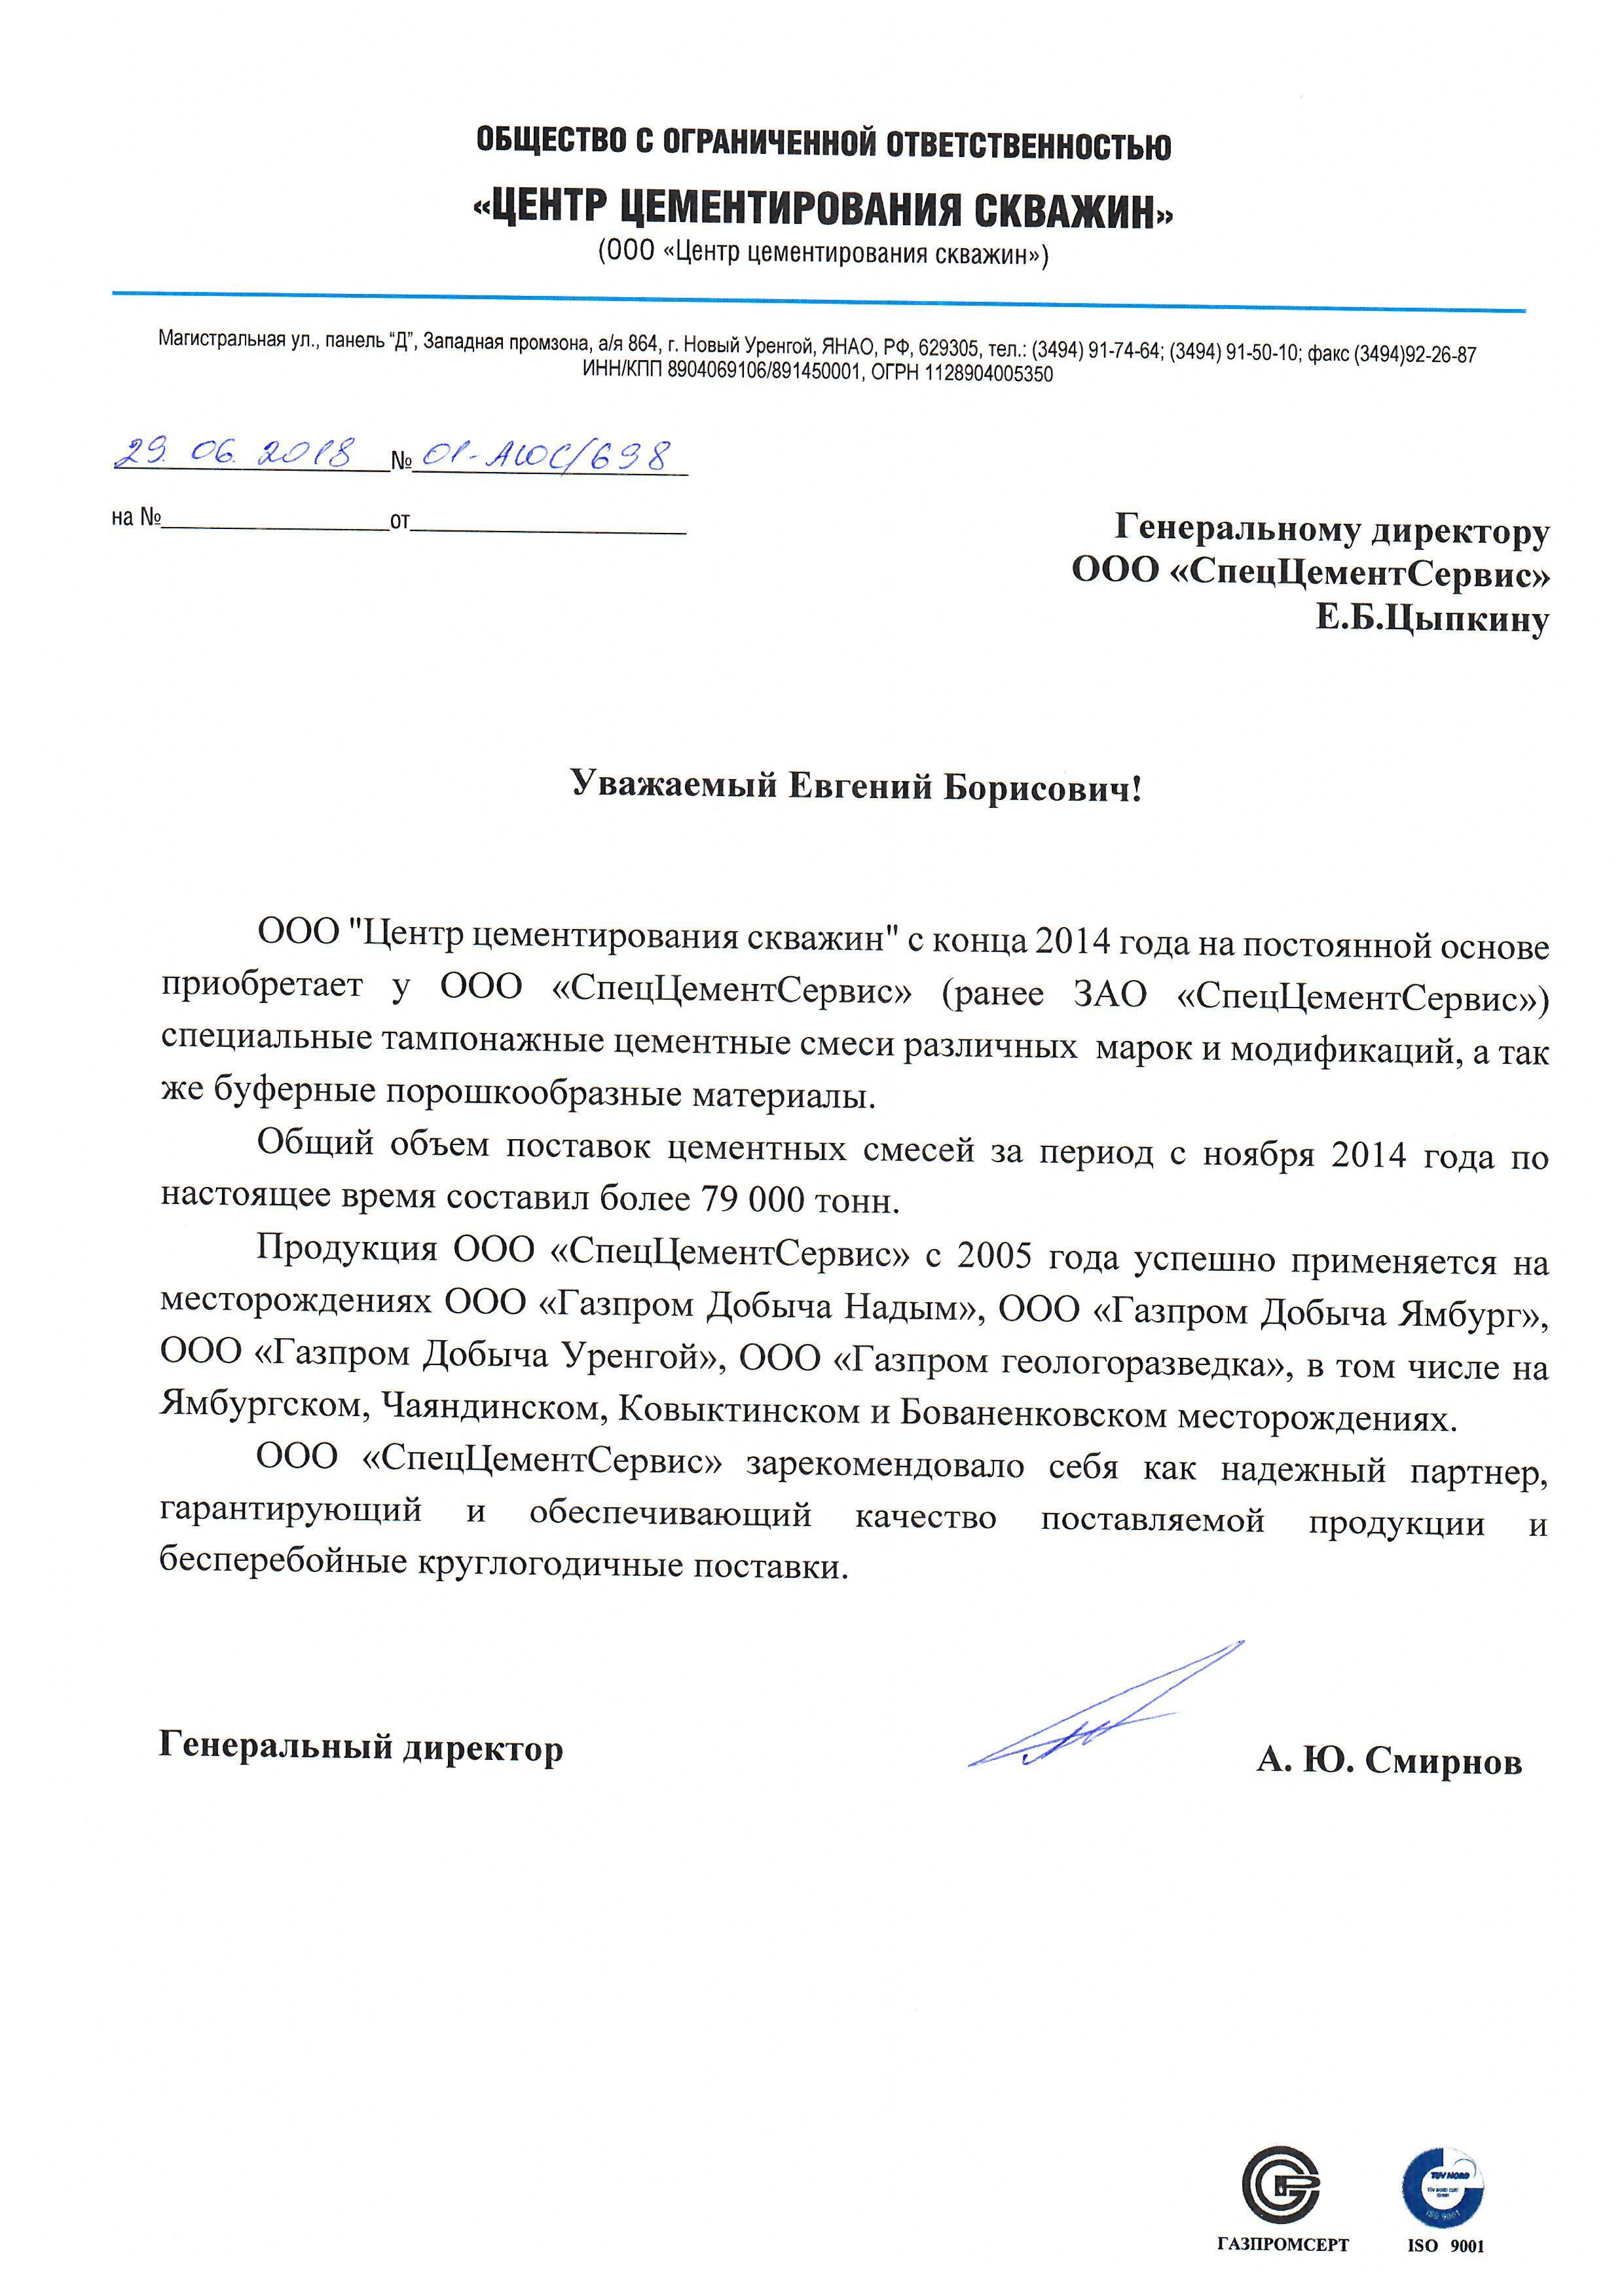 ОБЩЕСТВО С ОГРАНИЧЕННОЙ ОТВЕТСТВЕННОСТЬЮ
«ЦЕНТР ЦЕМЕНТИРОВАНИЯ СКВАЖИН»
(ООО «Центр цементирования скважин»)
Магистральная ул., панель “Д”, Западная промзона, а/я 864, г. Новый Уренгой, ЯНАО, РФ, 629305, тел.: (3494) 91-74-64; (3494) 91-50-10; факс (3494)92-26-87
ИНН/КПП 8904069106/891450001, ОГРН 1128904005350
29. 06. 2018 № 01-АЮС/698
на № от
Генеральному директору
ООО «СпецЦементСервис»
Е.Б.Цыпкину
Уважаемый Евгений Борисович!
ООО "Центр цементирования скважин" с конца 2014 года на постоянной основе
приобретает у ООО «СпецЦементСервис» (ранее ЗАО «СпецЦементСервис»)
специальные тампонажные цементные смеси различных марок и модификаций, а так
же буферные порошкообразные материалы.
Общий объем поставок цементных смесей за период с ноября 2014 года по
настоящее время составил более 79 000 тонн.
Продукция ООО «СпецЦементСервис» с 2005 года успешно применяется на
месторождениях ООО «Газпром Добыча Надым», ООО «Газпром Добыча Ямбург»,
ООО «Газпром Добыча Уренгой», ООО «Газпром геологоразведка», в том числе на
Ямбургском, Чаяндинском, Ковыктинском и Бованенковском месторождениях.
ООО «СпецЦементСервис» зарекомендовало себя как надежный партнер,
гарантирующий и обеспечивающий качество поставляемой продукции и
бесперебойные круглогодичные поставки.
Генеральный директор
А. Ю. Смирнов
TÜV NORD
ISO 9001
ГАЗПРОМСЕРТ
ISO 9001